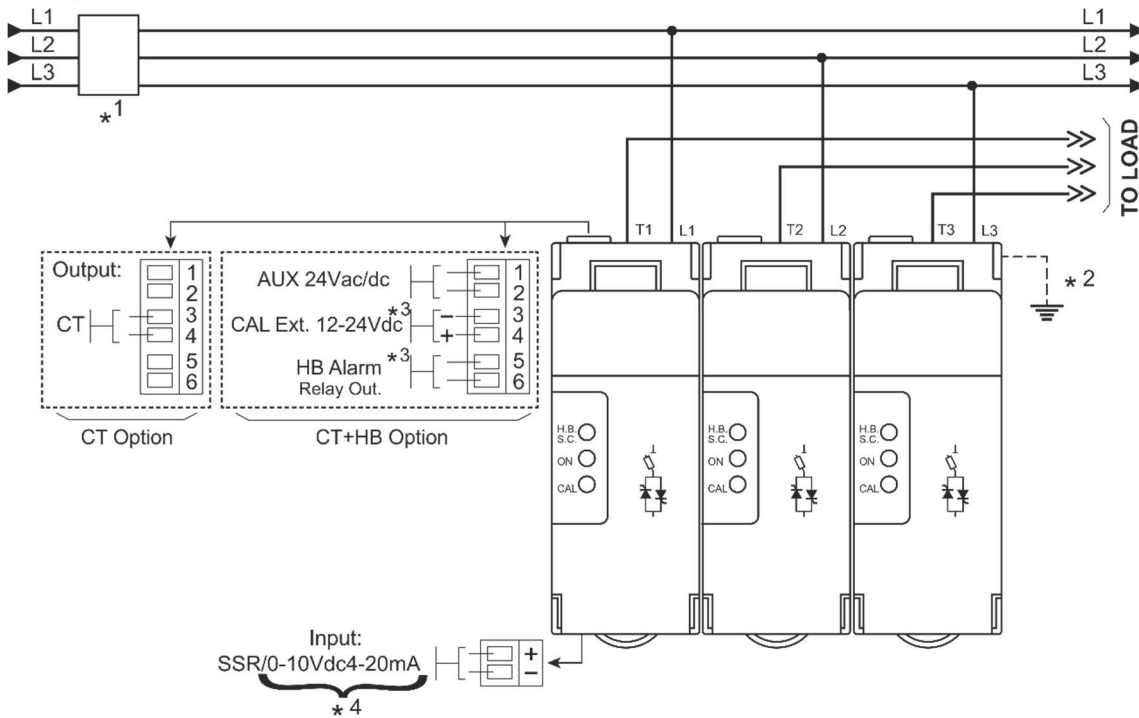 L1 L1
L2 L2
L3 L3
*1
TO LOAD
T1 L1 T2 L2 T3 L3
*2
Output:
CT
1
2
3
4
5
6
CT Option
AUX 24Vac/dc
CAL Ext. 12-24Vdc *3
HB Alarm *3
Relay Out.
− +
1
2
3
4
5
6
CT+HB Option
H.B.
S.C.
ON
CAL
H.B.
S.C.
ON
CAL
H.B.
S.C.
ON
CAL
Input:
SSR/0-10Vdc4-20mA
+
−
*4